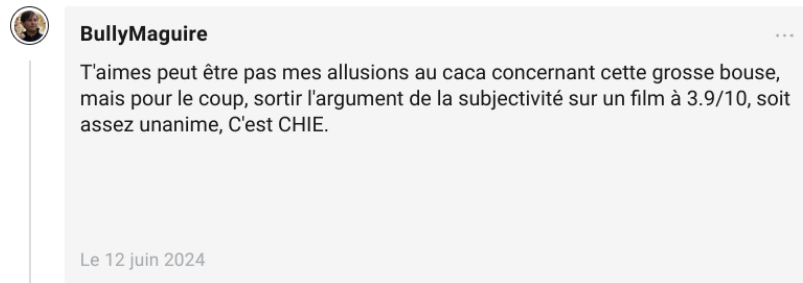 BullyMaguire
T'aimes peut être pas mes allusions au caca concernant cette grosse bouse,
mais pour le coup, sortir l'argument de la subjectivité sur un film à 3.9/10, soit
assez unanime, C'est CHIE.
Le 12 juin 2024